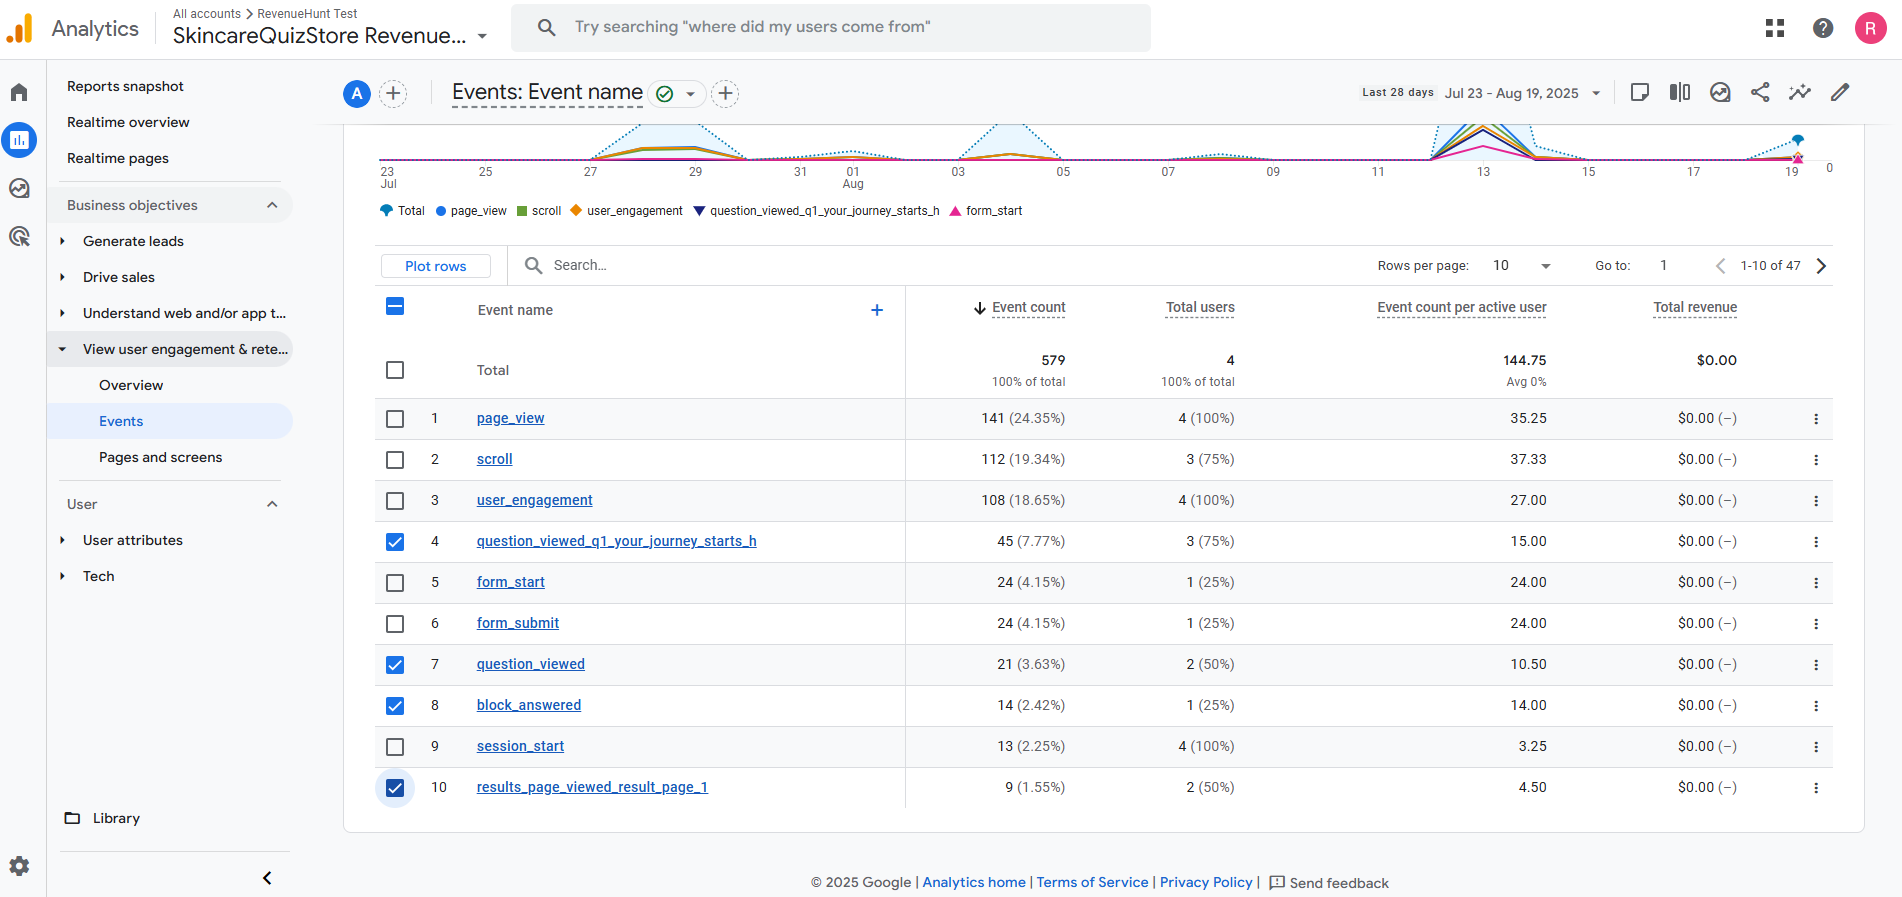 Analytics
All accounts > RevenueHunt Test
SkincareQuizStore Revenue...
Try searching "where did my users come from"
R
Reports snapshot
Realtime overview
Realtime pages
Business objectives
Generate leads
Drive sales
Understand web and/or app t...
View user engagement & rete...
Overview
Events
Pages and screens
User
User attributes
Tech
Library
A
Events: Event name
Last 28 days Jul 23 - Aug 19, 2025
0
23 Jul 25 27 29 31 01 Aug 03 05 07 09 11 13 15 17 19
Total page_view scroll user_engagement question_viewed_q1_your_journey_starts_h form_start
Plot rows
Search...
Rows per page: 10 Go to: 1 1-10 of 47
Event name + Event count Total users Event count per active user Total revenue
Total 579 4 144.75 $0.00
100% of total 100% of total Avg 0%
1 page_view 141 (24.35%) 4 (100%) 35.25 $0.00 (–)
2 scroll 112 (19.34%) 3 (75%) 37.33 $0.00 (–)
3 user_engagement 108 (18.65%) 4 (100%) 27.00 $0.00 (–)
4 question_viewed_q1_your_journey_starts_h 45 (7.77%) 3 (75%) 15.00 $0.00 (–)
5 form_start 24 (4.15%) 1 (25%) 24.00 $0.00 (–)
6 form_submit 24 (4.15%) 1 (25%) 24.00 $0.00 (–)
7 question_viewed 21 (3.63%) 2 (50%) 10.50 $0.00 (–)
8 block_answered 14 (2.42%) 1 (25%) 14.00 $0.00 (–)
9 session_start 13 (2.25%) 4 (100%) 3.25 $0.00 (–)
10 results_page_viewed_result_page_1 9 (1.55%) 2 (50%) 4.50 $0.00 (–)
© 2025 Google | Analytics home | Terms of Service | Privacy Policy | Send feedback